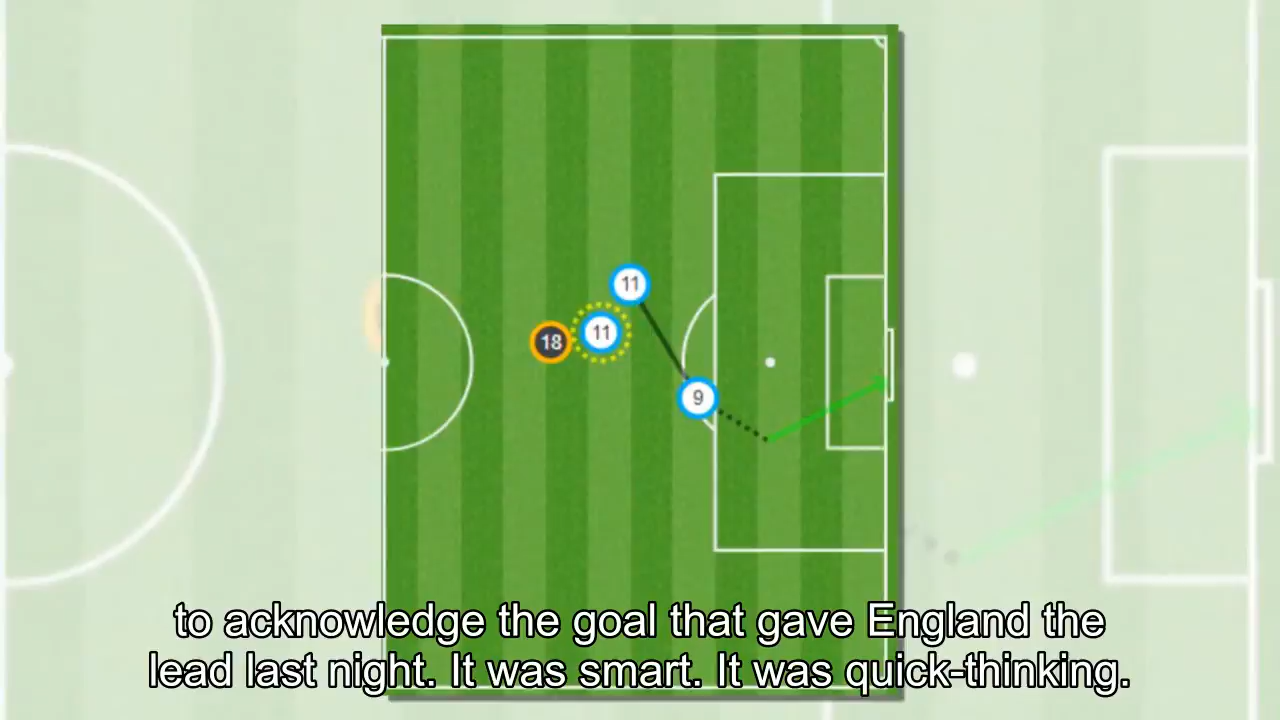 11
11
18
9
to acknowledge the goal that gave England the
lead last night. It was smart. It was quick-thinking.